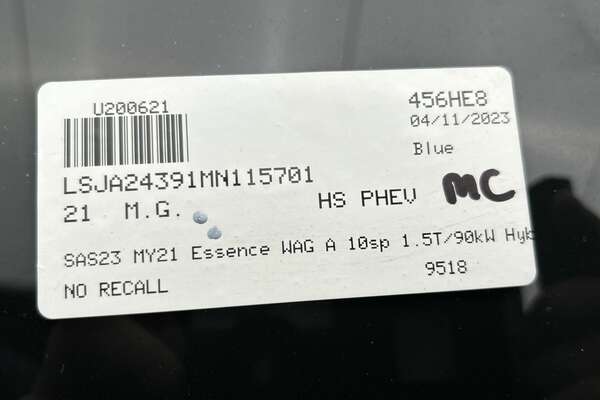 U200621
456HE8
04/11/2023
Blue
LSJA24391MN115701
21 M.G.
HS PHEV
MC
SAS23 MY21 Essence WAG A 10sp 1.5T/90kW Hyb
9518
NO RECALL